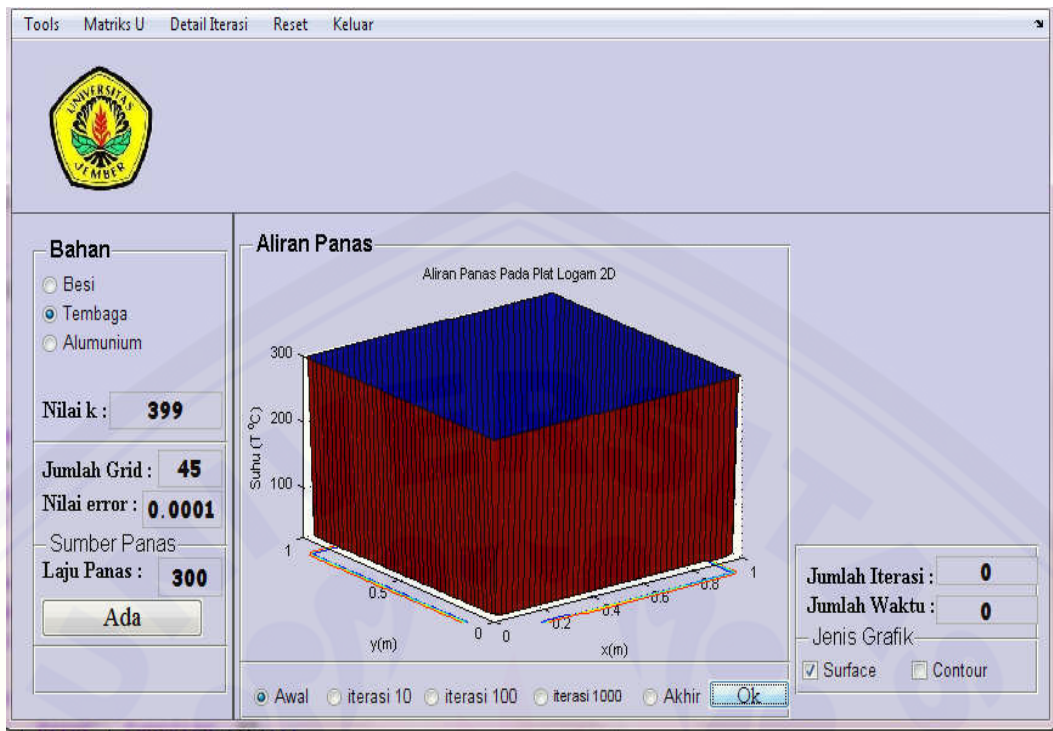 Tools Matriks U Detail Iterasi Reset Keluar
UNIVERSITAS
JEMBER
Bahan
Besi
Tembaga
Alumunium
Nilai k : 399
Jumlah Grid : 45
Nilai error : 0.0001
Sumber Panas
Laju Panas : 300
Ada
Aliran Panas
Aliran Panas Pada Plat Logam 2D
300
200
100
Suhu (T °C)
1
0.5
0
y(m)
0
0.2
0.4
0.6
0.8
1
x(m)
Awal iterasi 10 iterasi 100 iterasi 1000 Akhir Ok
Jumlah Iterasi : 0
Jumlah Waktu : 0
Jenis Grafik
Surface Contour